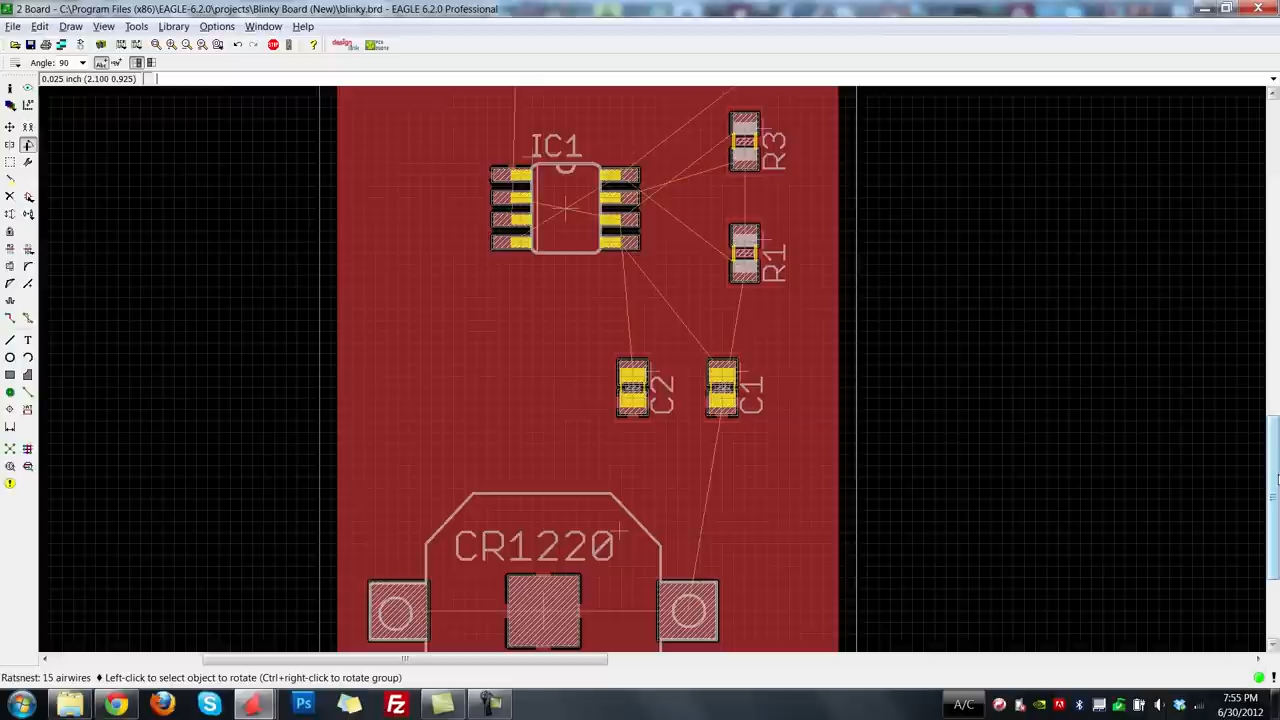 2 Board - C:\Program Files (x86)\EAGLE-6.2.0\projects\Blinky Board (New)\blinky.brd - EAGLE 6.2.0 Professional
File Edit Draw View Tools Library Options Window Help
Angle: 90
0.025 inch (2.100 0.925)
IC1
R3
R1
C2
C1
CR1220
Ratsnest: 15 airwires ♦ Left-click to select object to rotate (Ctrl+right-click to rotate group)
A/C
7:55 PM
6/30/2012